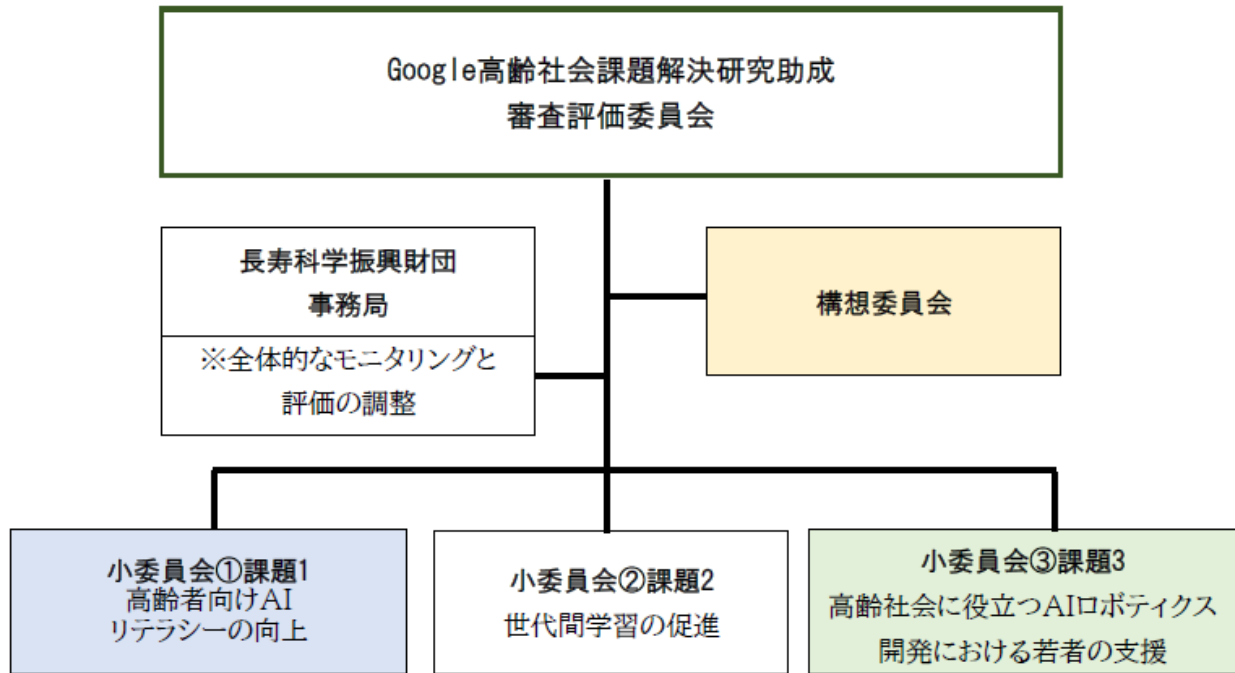 Google高齢社会課題解決研究助成
審査評価委員会
長寿科学振興財団
事務局
※全体的なモニタリングと
評価の調整
構想委員会
小委員会①課題1
高齢者向けAI
リテラシーの向上
小委員会②課題2
世代間学習の促進
小委員会③課題3
高齢社会に役立つAIロボティクス
開発における若者の支援